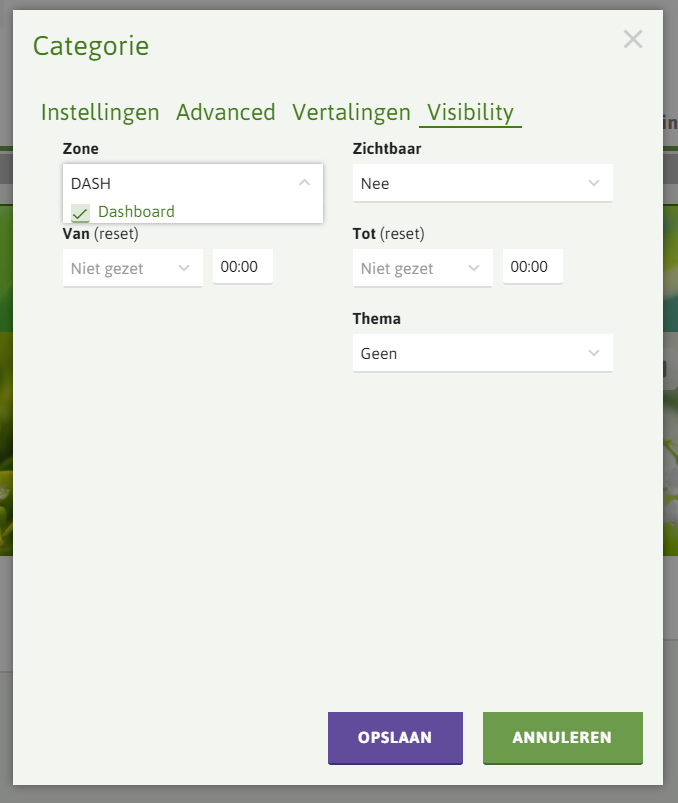 Categorie
Instellingen Advanced Vertalingen Visibility
Zone Zichtbaar
DASH Nee
Dashboard
Van (reset) Tot (reset)
Niet gezet 00:00 Niet gezet 00:00
Thema
Geen
OPSLAAN ANNULEREN